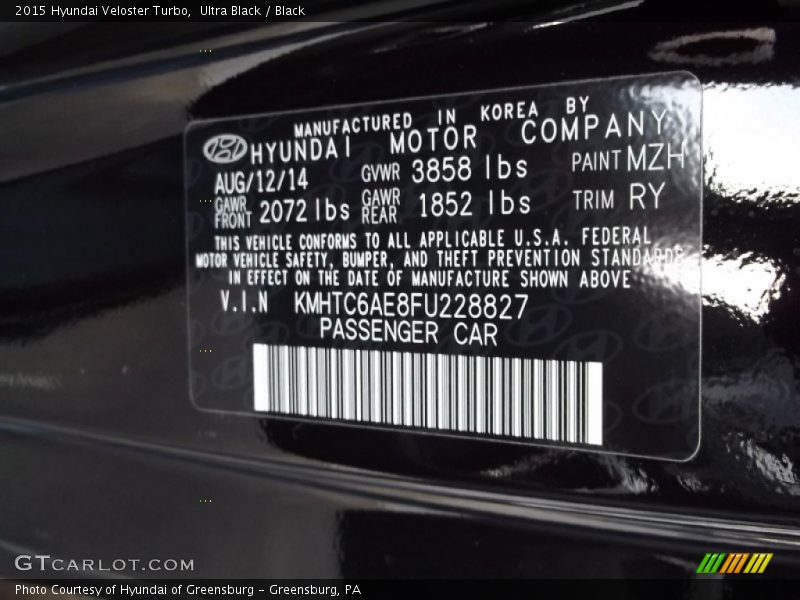 2015 Hyundai Veloster Turbo, Ultra Black / Black
MANUFACTURED IN KOREA BY
HYUNDAI MOTOR COMPANY
AUG/12/14 GVWR 3858 lbs PAINT MZH
GAWR FRONT 2072 lbs GAWR REAR 1852 lbs TRIM RY
THIS VEHICLE CONFORMS TO ALL APPLICABLE U.S.A. FEDERAL
MOTOR VEHICLE SAFETY, BUMPER, AND THEFT PREVENTION STANDARDS
IN EFFECT ON THE DATE OF MANUFACTURE SHOWN ABOVE
V.I.N KMHTC6AE8FU228827
PASSENGER CAR
GTCARLOT.COM
Photo Courtesy of Hyundai of Greensburg - Greensburg, PA